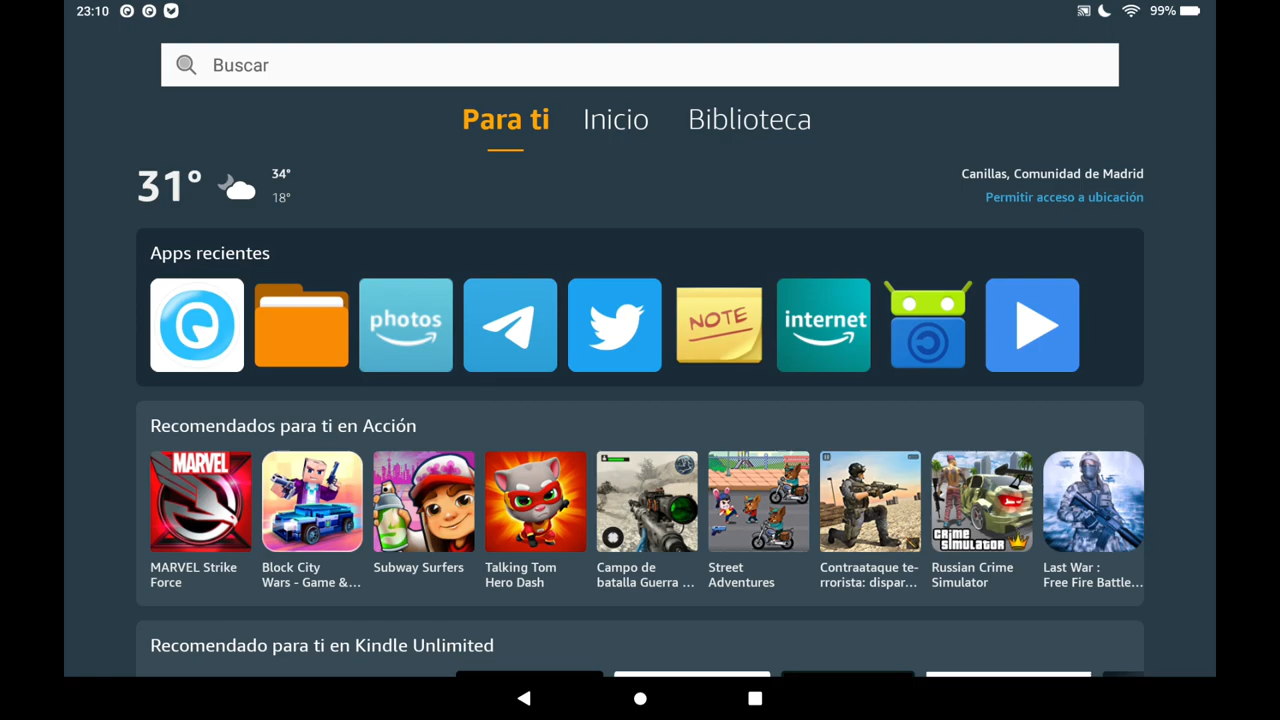 23:10
99%
Buscar
Para ti
Inicio
Biblioteca
31°
34°
18°
Canillas, Comunidad de Madrid
Permitir acceso a ubicación
Apps recientes
photos
NOTE
internet
Recomendados para ti en Acción
MARVEL
CRIME
SIMULATOR
MARVEL Strike
Force
Block City
Wars - Game &...
Subway Surfers
Talking Tom
Hero Dash
Campo de
batalla Guerra ...
Street
Adventures
Contraataque te-
rrorista: dispar...
Russian Crime
Simulator
Last War :
Free Fire Battle...
Recomendado para ti en Kindle Unlimited